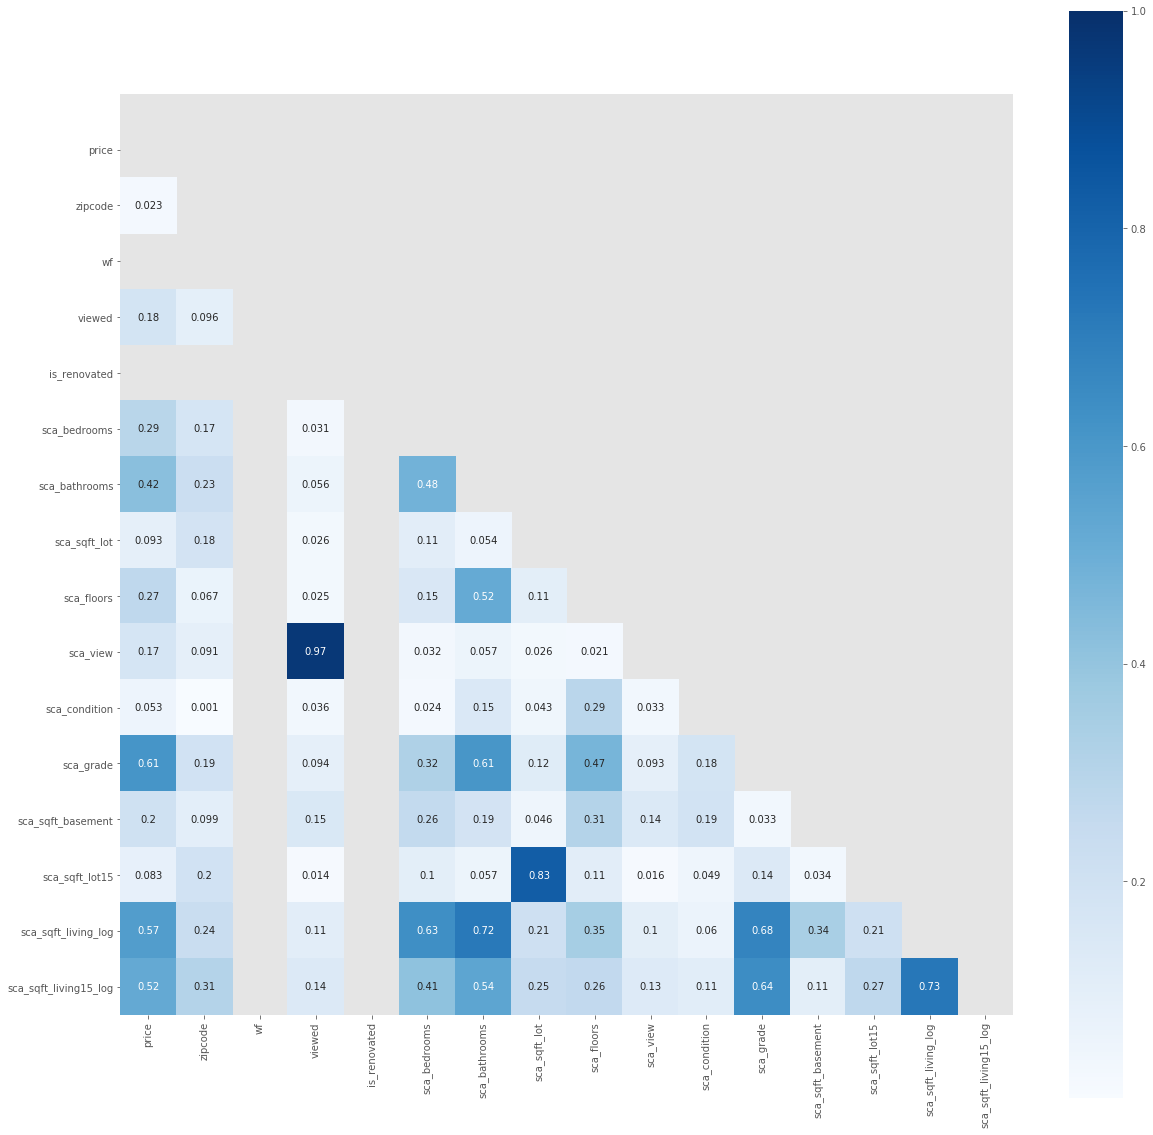 price
zipcode 0.023
wf
viewed 0.18 0.096
is_renovated
sca_bedrooms 0.29 0.17 0.031
sca_bathrooms 0.42 0.23 0.056 0.48
sca_sqft_lot 0.093 0.18 0.026 0.11 0.054
sca_floors 0.27 0.067 0.025 0.15 0.52 0.11
sca_view 0.17 0.091 0.97 0.032 0.057 0.026 0.021
sca_condition 0.053 0.001 0.036 0.024 0.15 0.043 0.29 0.033
sca_grade 0.61 0.19 0.094 0.32 0.61 0.12 0.47 0.093 0.18
sca_sqft_basement 0.2 0.099 0.15 0.26 0.19 0.046 0.31 0.14 0.19 0.033
sca_sqft_lot15 0.083 0.2 0.014 0.1 0.057 0.83 0.11 0.016 0.049 0.14 0.034
sca_sqft_living_log 0.57 0.24 0.11 0.63 0.72 0.21 0.35 0.1 0.06 0.68 0.34 0.21
sca_sqft_living15_log 0.52 0.31 0.14 0.41 0.54 0.25 0.26 0.13 0.11 0.64 0.11 0.27 0.73
price
zipcode
wf
viewed
is_renovated
sca_bedrooms
sca_bathrooms
sca_sqft_lot
sca_floors
sca_view
sca_condition
sca_grade
sca_sqft_basement
sca_sqft_lot15
sca_sqft_living_log
sca_sqft_living15_log
1.0
0.8
0.6
0.4
0.2